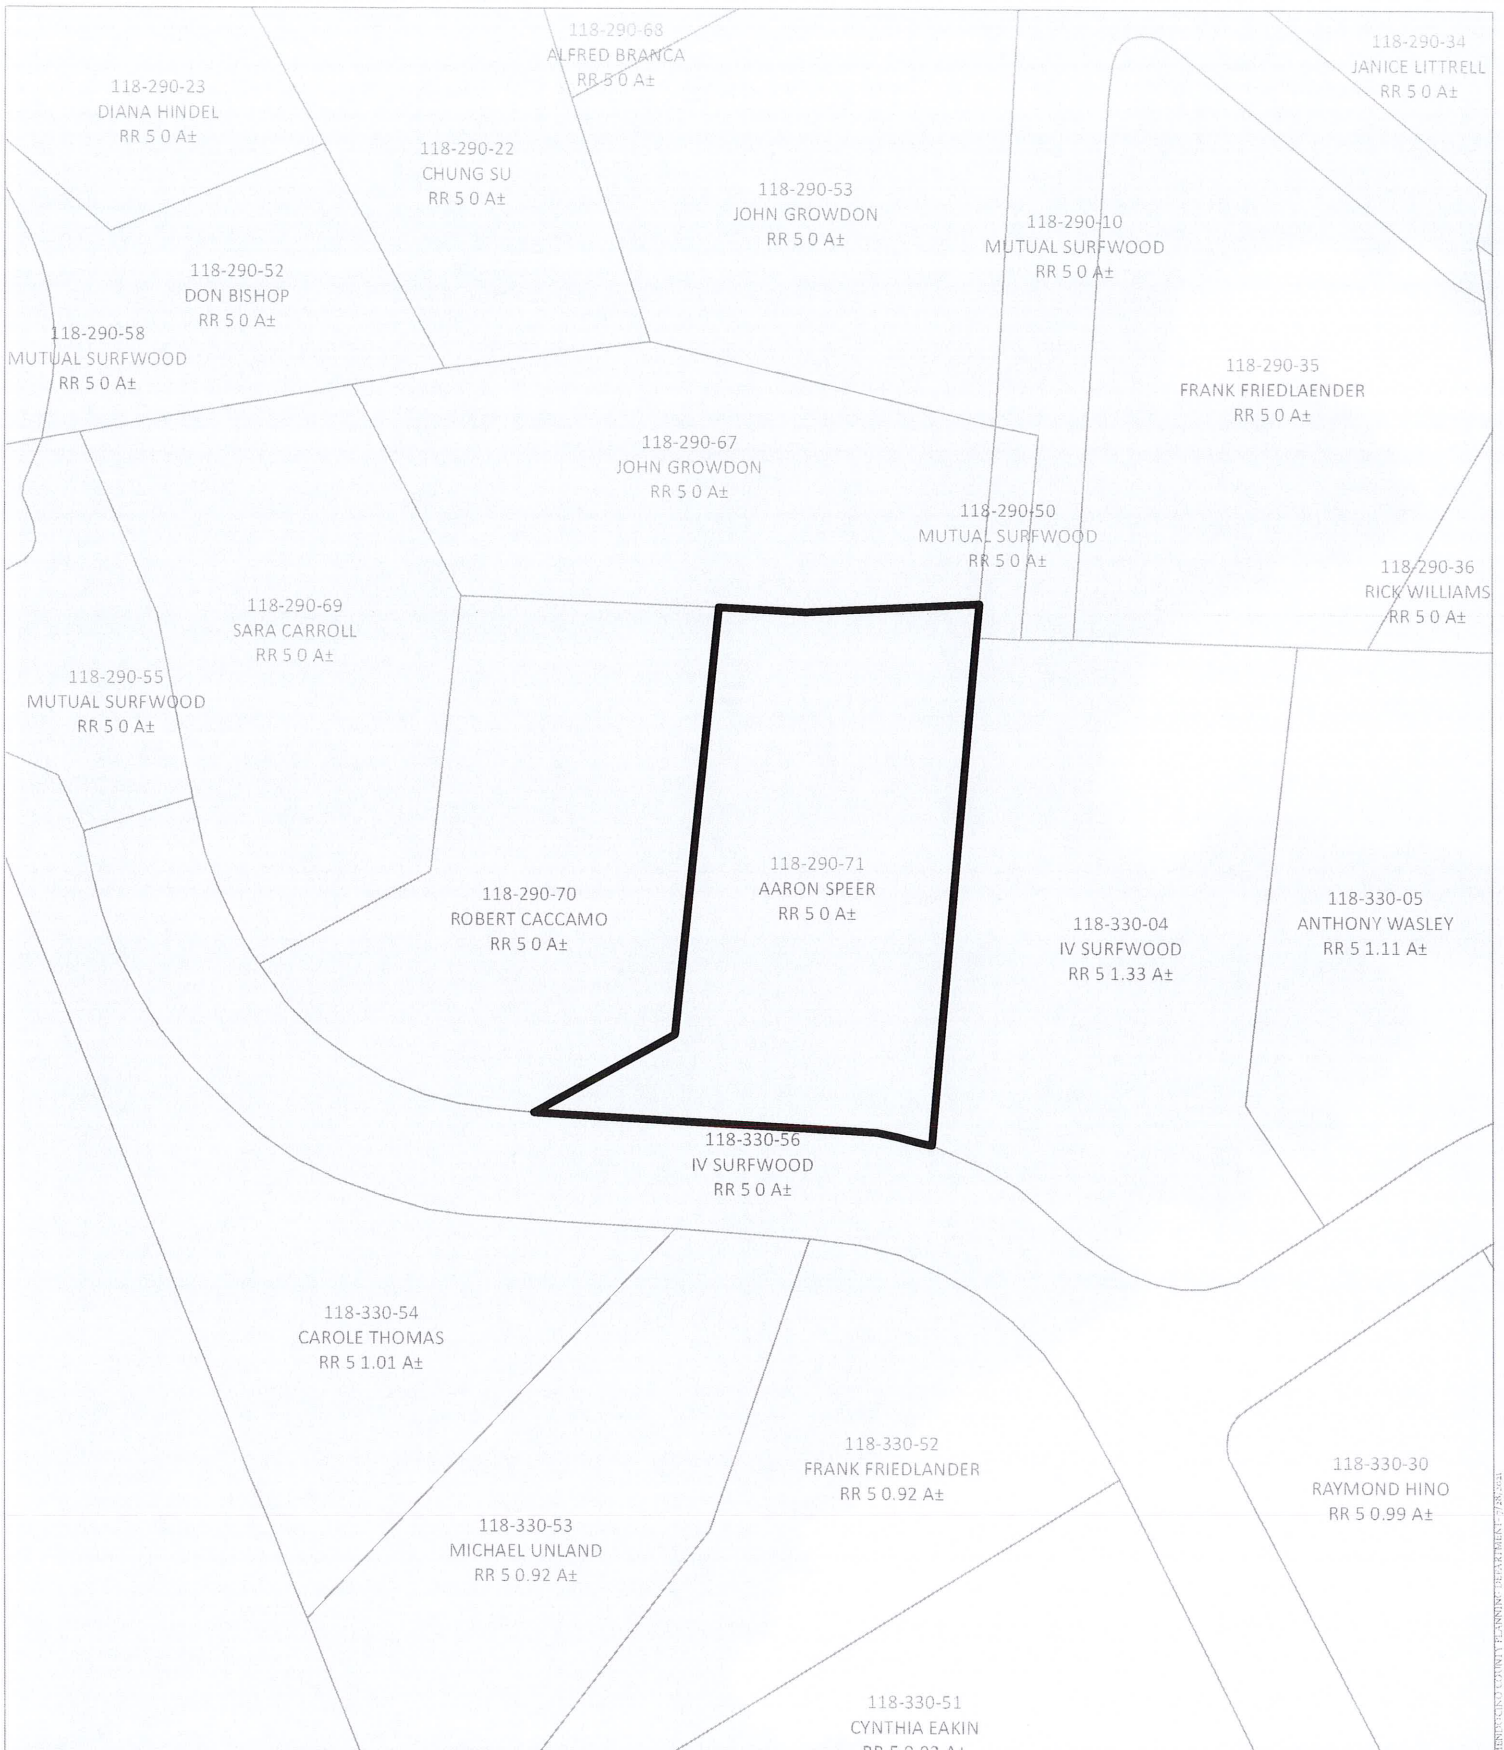 118-290-68
ALFRED BRANCA
RR 5 0 A±
118-290-34
JANICE LITTRELL
RR 5 0 A±
118-290-23
DIANA HINDEL
RR 5 0 A±
118-290-22
CHUNG SU
RR 5 0 A±
118-290-53
JOHN GROWDON
RR 5 0 A±
118-290-10
MUTUAL SURFWOOD
RR 5 0 A±
118-290-52
DON BISHOP
RR 5 0 A±
118-290-58
MUTUAL SURFWOOD
RR 5 0 A±
118-290-35
FRANK FRIEDLAENDER
RR 5 0 A±
118-290-67
JOHN GROWDON
RR 5 0 A±
118-290-50
MUTUAL SURFWOOD
RR 5 0 A±
118-290-36
RICK WILLIAMS
RR 5 0 A±
118-290-69
SARA CARROLL
RR 5 0 A±
118-290-55
MUTUAL SURFWOOD
RR 5 0 A±
118-290-71
AARON SPEER
RR 5 0 A±
118-290-70
ROBERT CACCAMO
RR 5 0 A±
118-330-04
IV SURFWOOD
RR 5 1.33 A±
118-330-05
ANTHONY WASLEY
RR 5 1.11 A±
118-330-56
IV SURFWOOD
RR 5 0 A±
118-330-54
CAROLE THOMAS
RR 5 1.01 A±
118-330-52
FRANK FRIEDLANDER
RR 5 0.92 A±
118-330-30
RAYMOND HINO
RR 5 0.99 A±
118-330-53
MICHAEL UNLAND
RR 5 0.92 A±
118-330-51
CYNTHIA EAKIN
COUNTY PLANNING DEPARTMENT